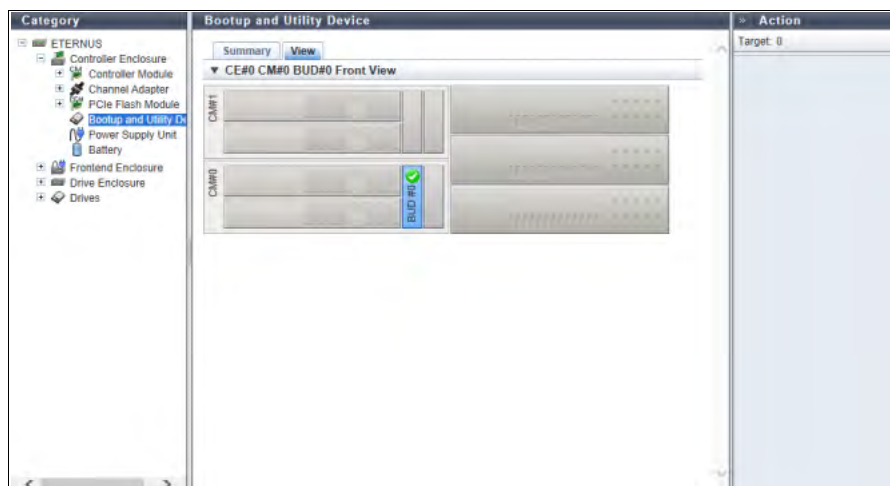 Category
ETERNUS
Controller Enclosure
Controller Module
Channel Adapter
PCIe Flash Module
Bootup and Utility De
Power Supply Unit
Battery
Frontend Enclosure
Drive Enclosure
Drives
Bootup and Utility Device
Summary View
▼ CE#0 CM#0 BUD#0 Front View
CM#1
CM#0
BUD #0
» Action
Target: 0